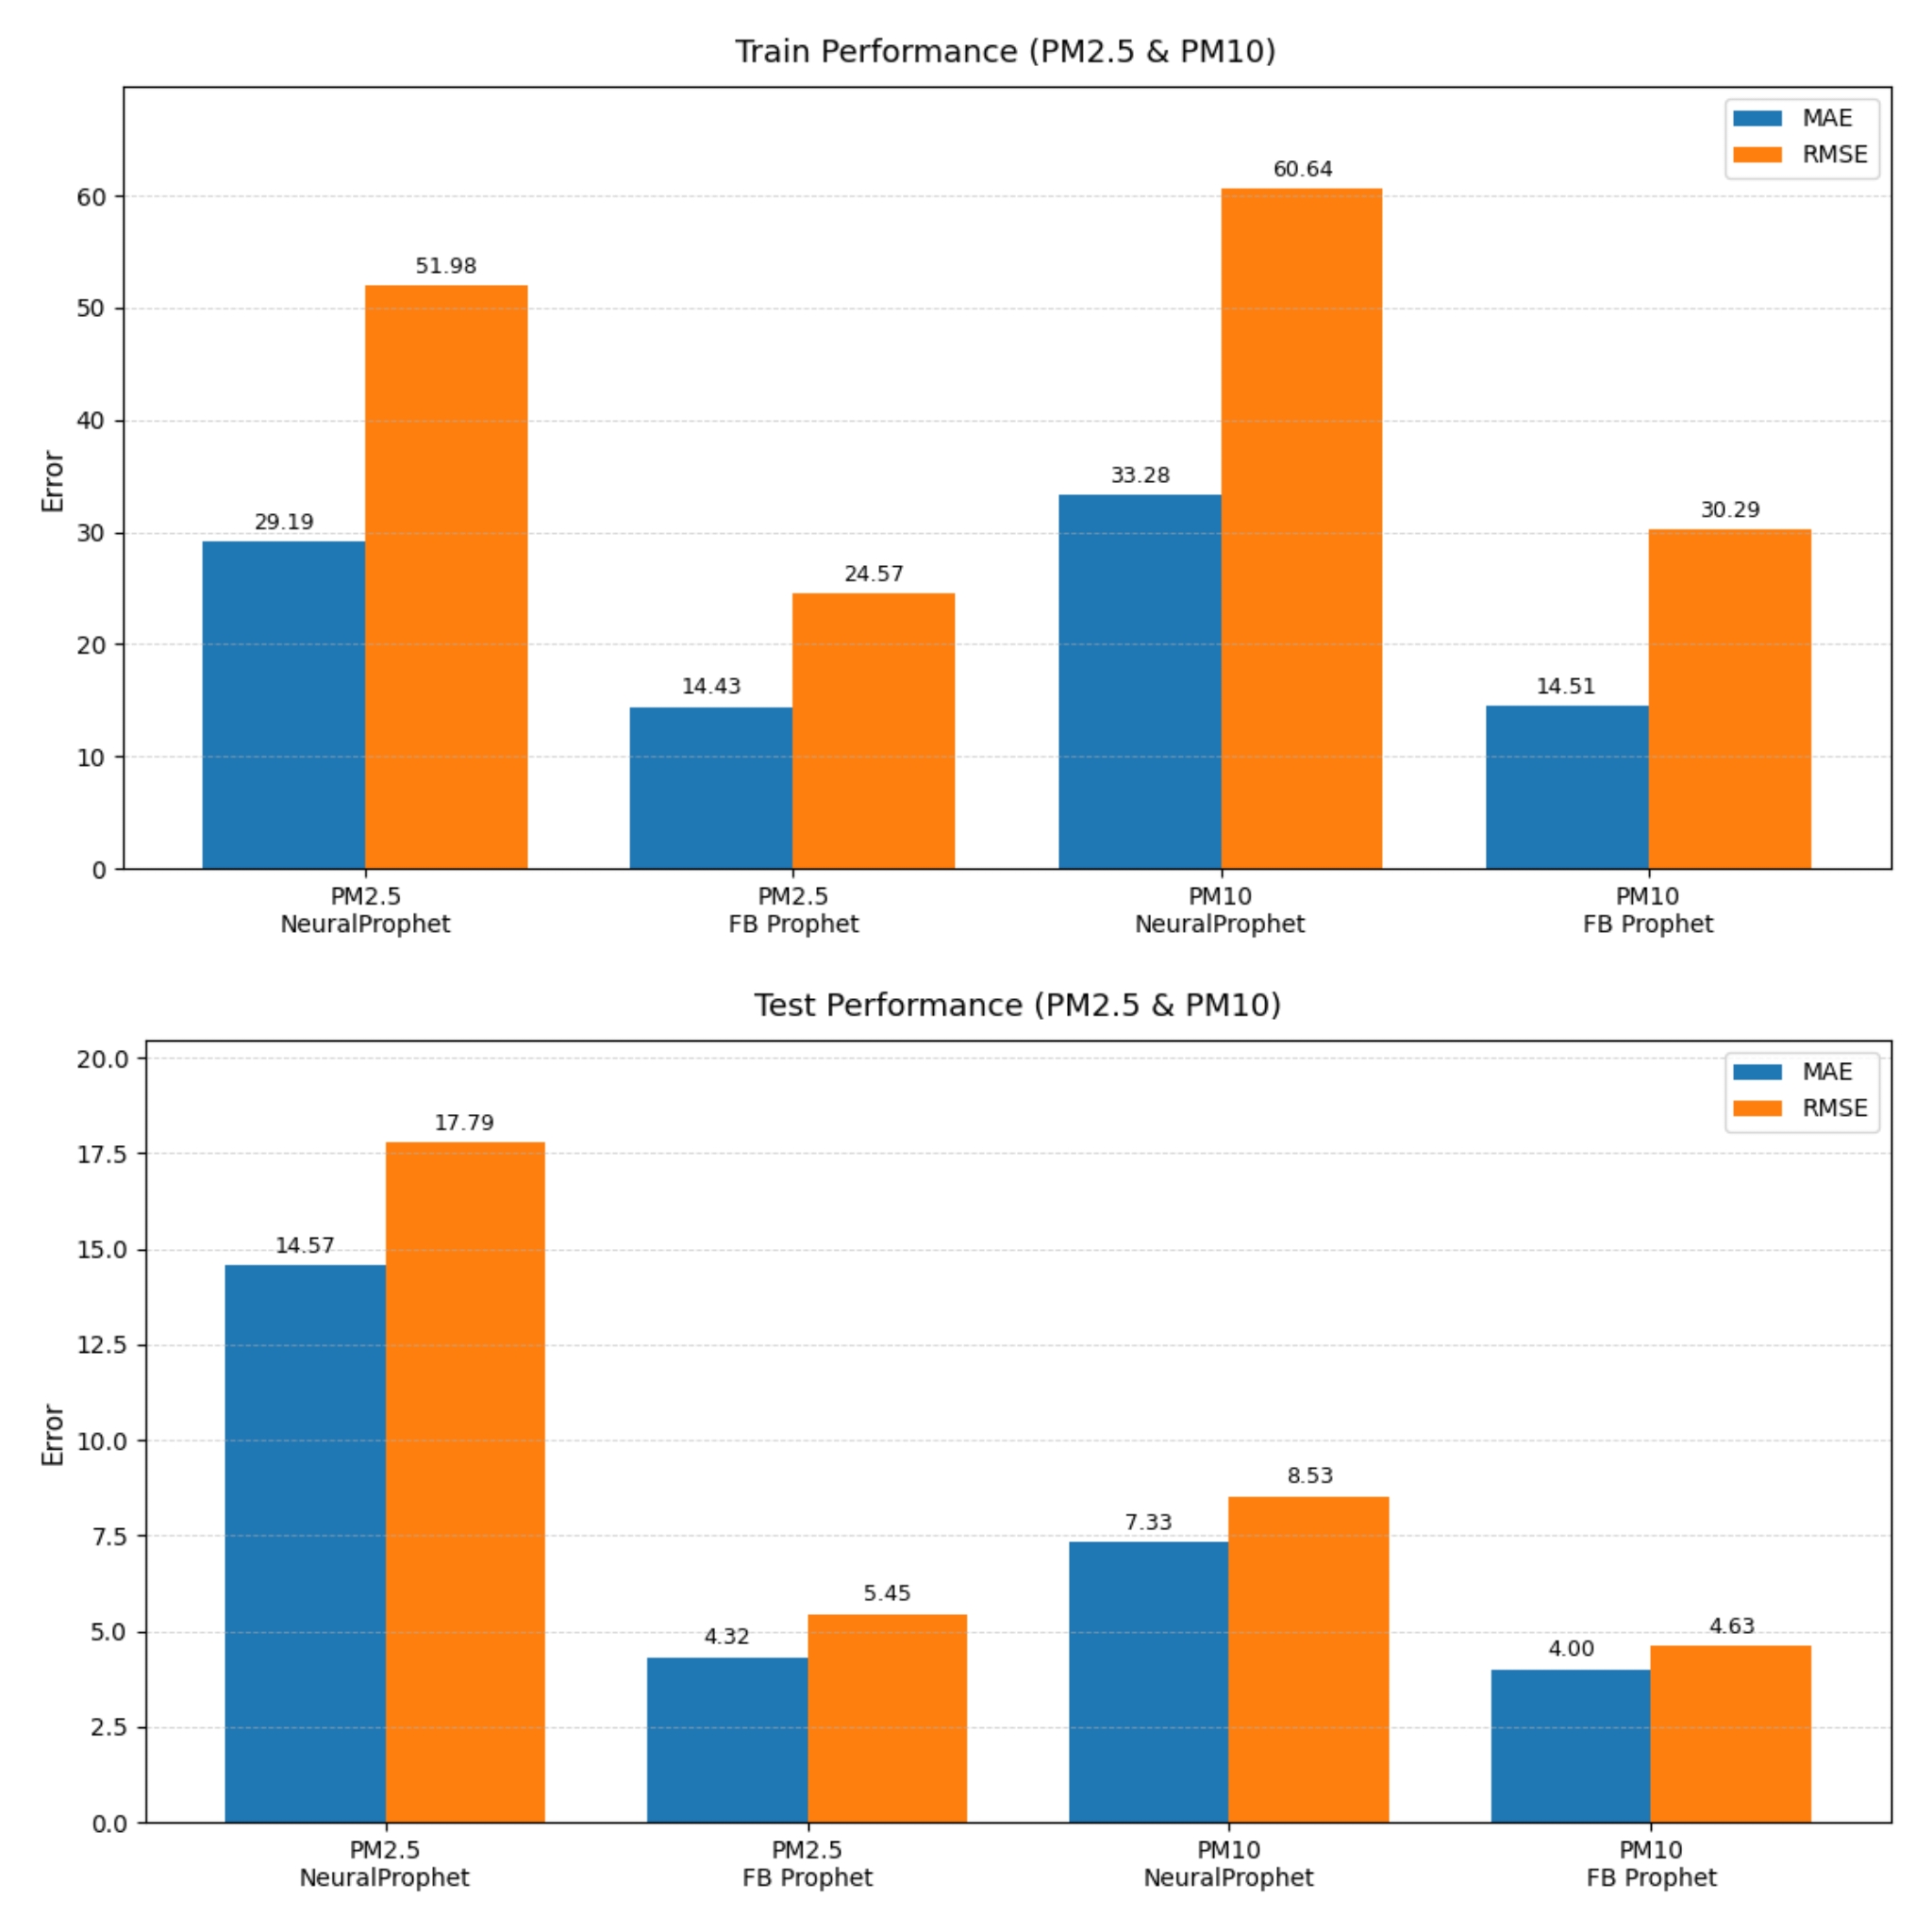 Train Performance (PM2.5 & PM10)
MAE
RMSE
Error
60
50
40
30
20
10
0
29.19
51.98
14.43
24.57
33.28
60.64
14.51
30.29
PM2.5
NeuralProphet
PM2.5
FB Prophet
PM10
NeuralProphet
PM10
FB Prophet
Test Performance (PM2.5 & PM10)
MAE
RMSE
Error
20.0
17.5
15.0
12.5
10.0
7.5
5.0
2.5
0.0
14.57
17.79
4.32
5.45
7.33
8.53
4.00
4.63
PM2.5
NeuralProphet
PM2.5
FB Prophet
PM10
NeuralProphet
PM10
FB Prophet